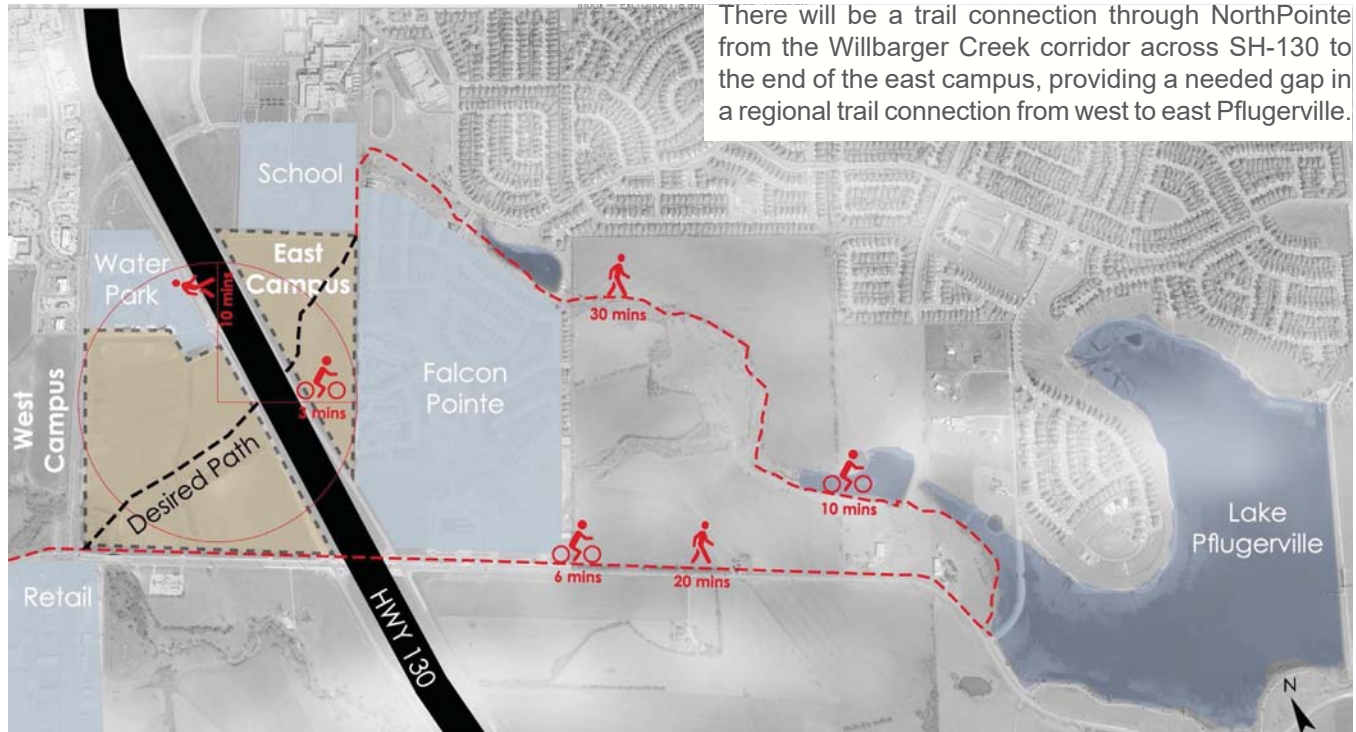 There will be a trail connection through NorthPointe
from the Willbarger Creek corridor across SH-130 to
the end of the east campus, providing a needed gap in
a regional trail connection from west to east Pflugerville.
School
East
Campus
Water
Park
10 mins
30 mins
3 mins
Falcon
Pointe
West
Campus
Desired Path
10 mins
Lake
Pflugerville
6 mins
20 mins
Retail
HWY 130
N